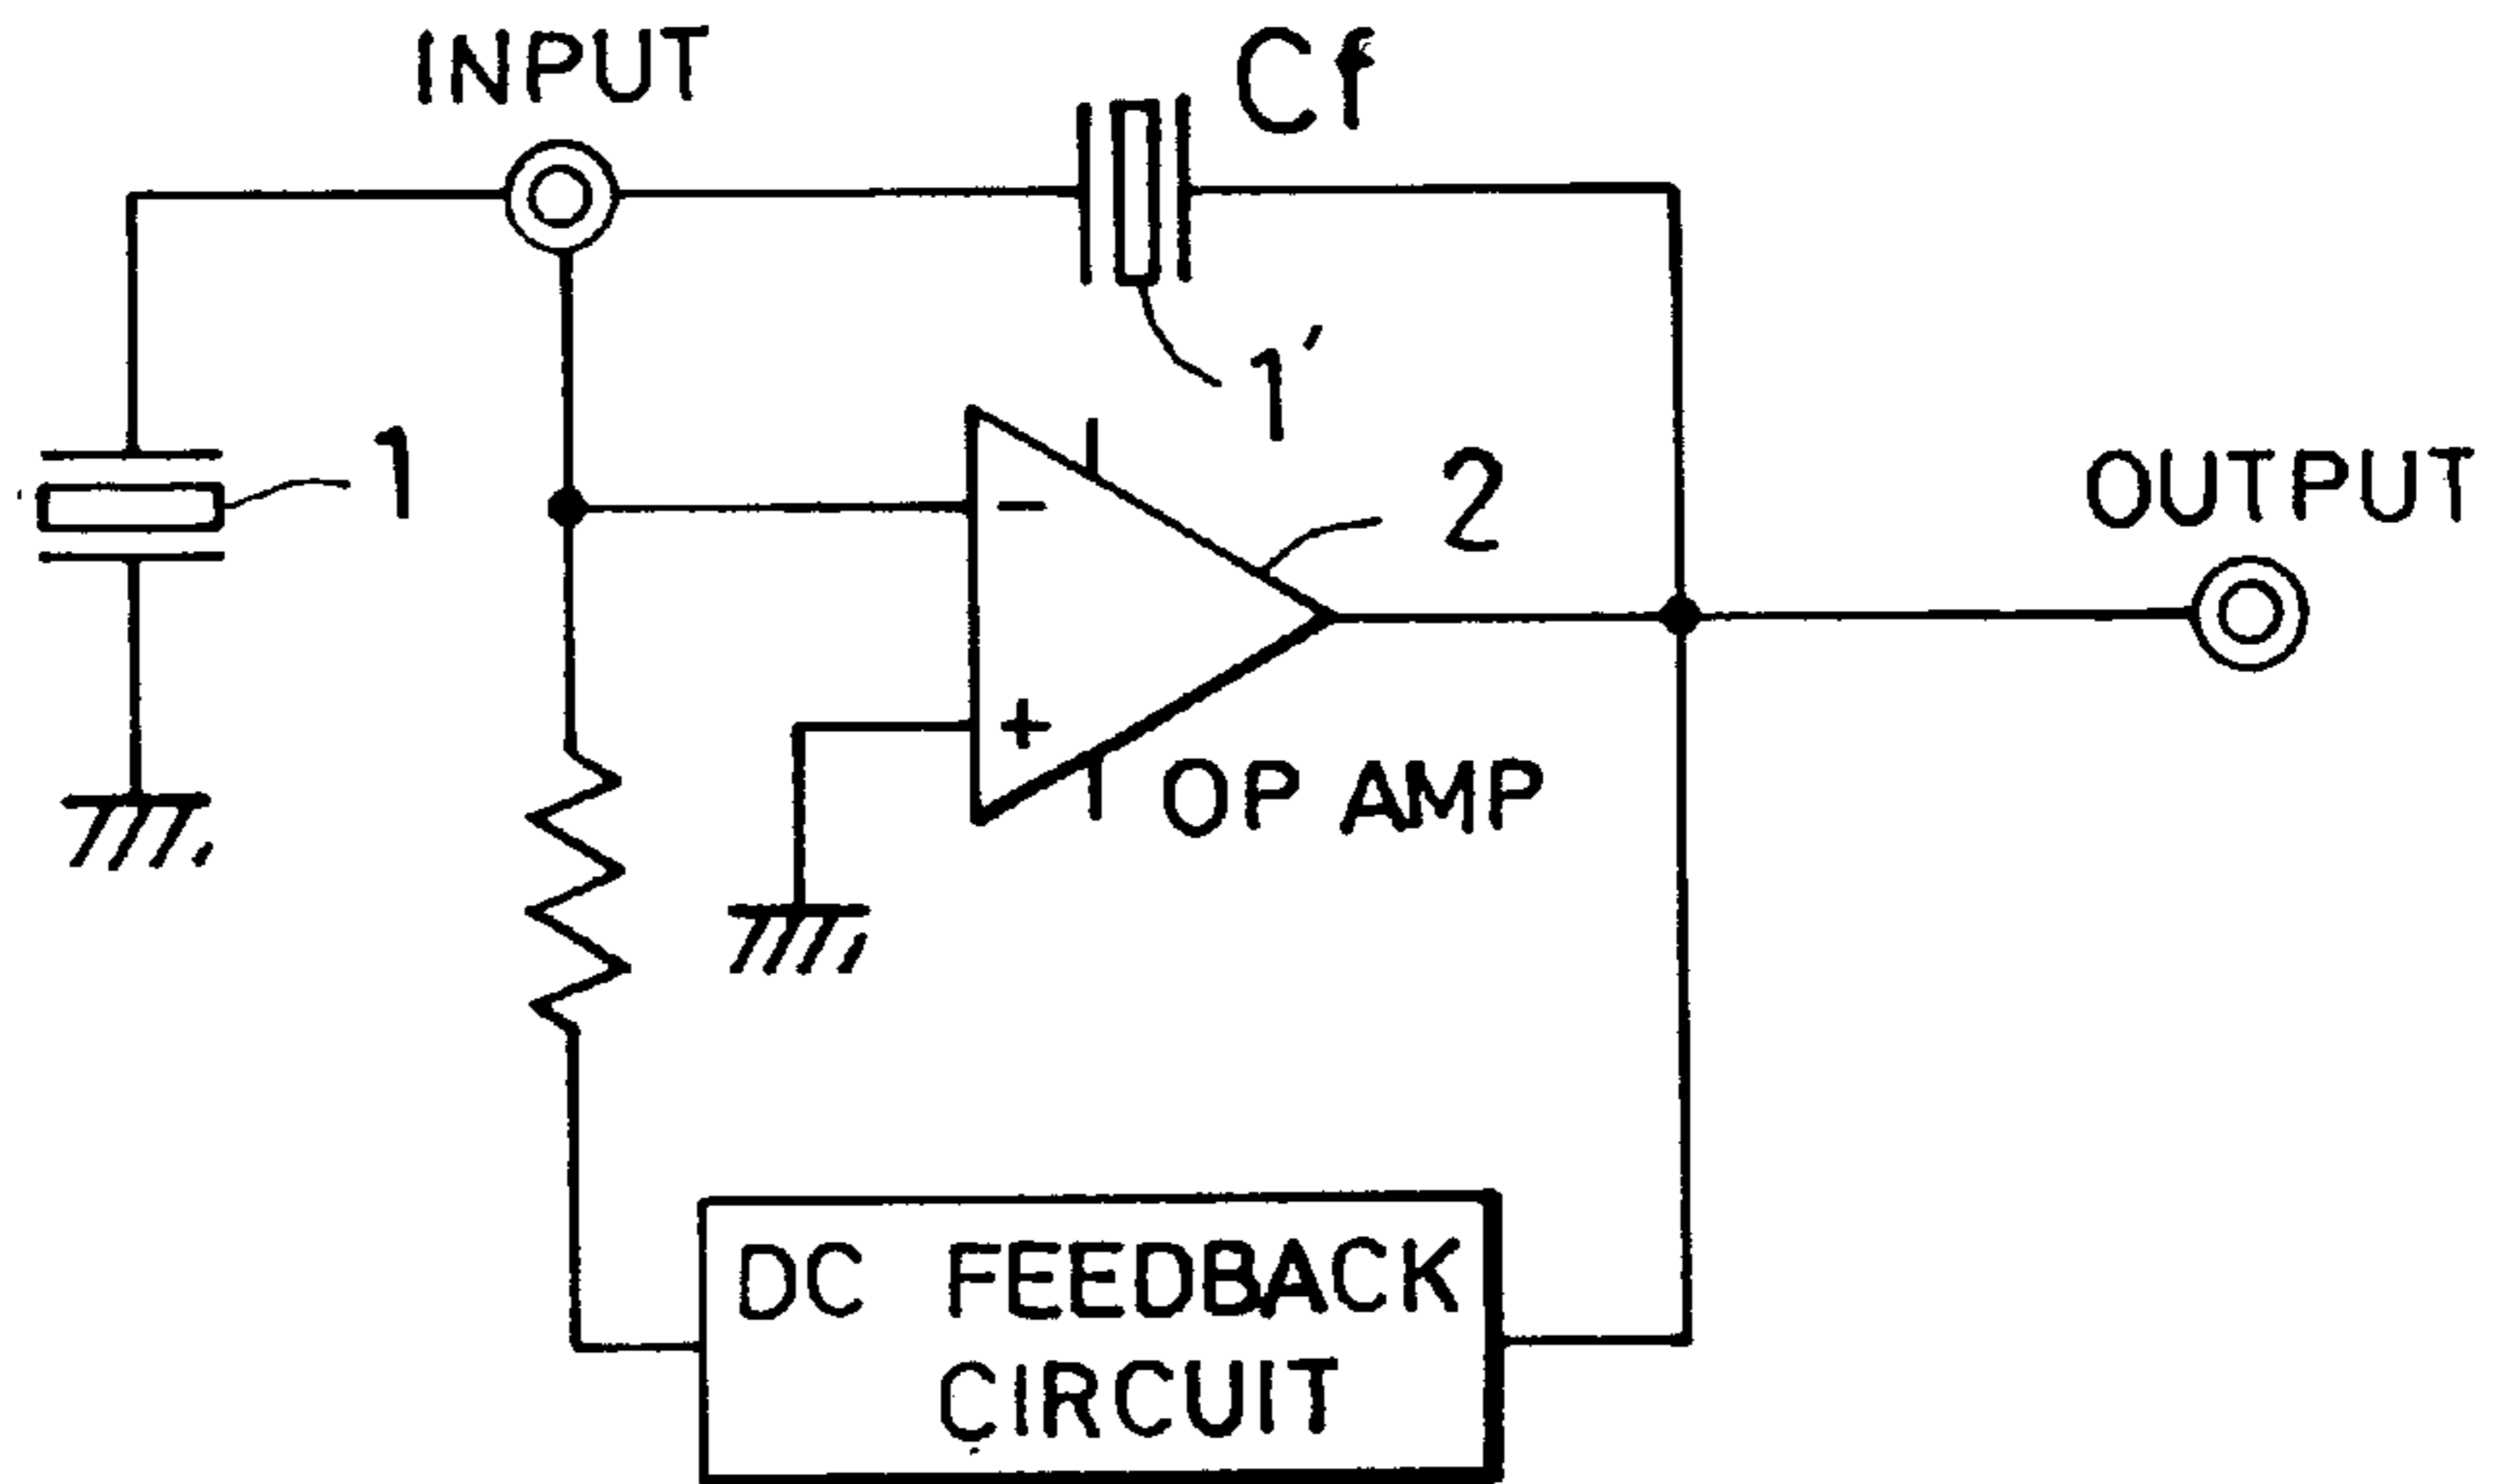 INPUT
Cf
1'
1
2
OUTPUT
-
+
OP AMP
DC FEEDBACK
CIRCUIT